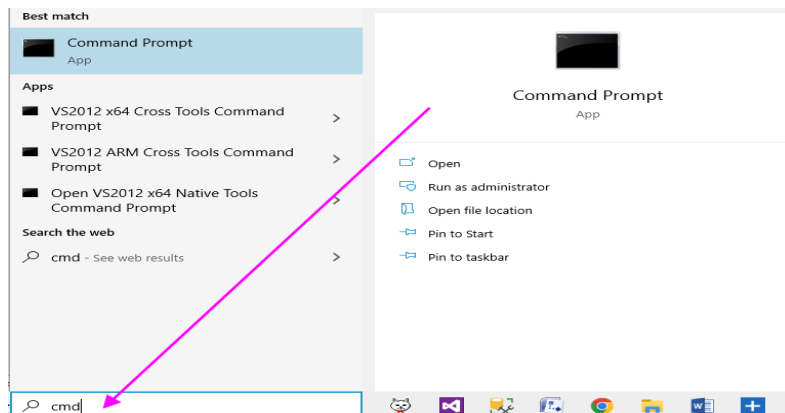 Best match
Command Prompt
App
Apps
VS2012 x64 Cross Tools Command
Prompt
VS2012 ARM Cross Tools Command
Prompt
Open VS2012 x64 Native Tools
Command Prompt
Search the web
cmd - See web results
cmd
Command Prompt
App
Open
Run as administrator
Open file location
Pin to Start
Pin to taskbar